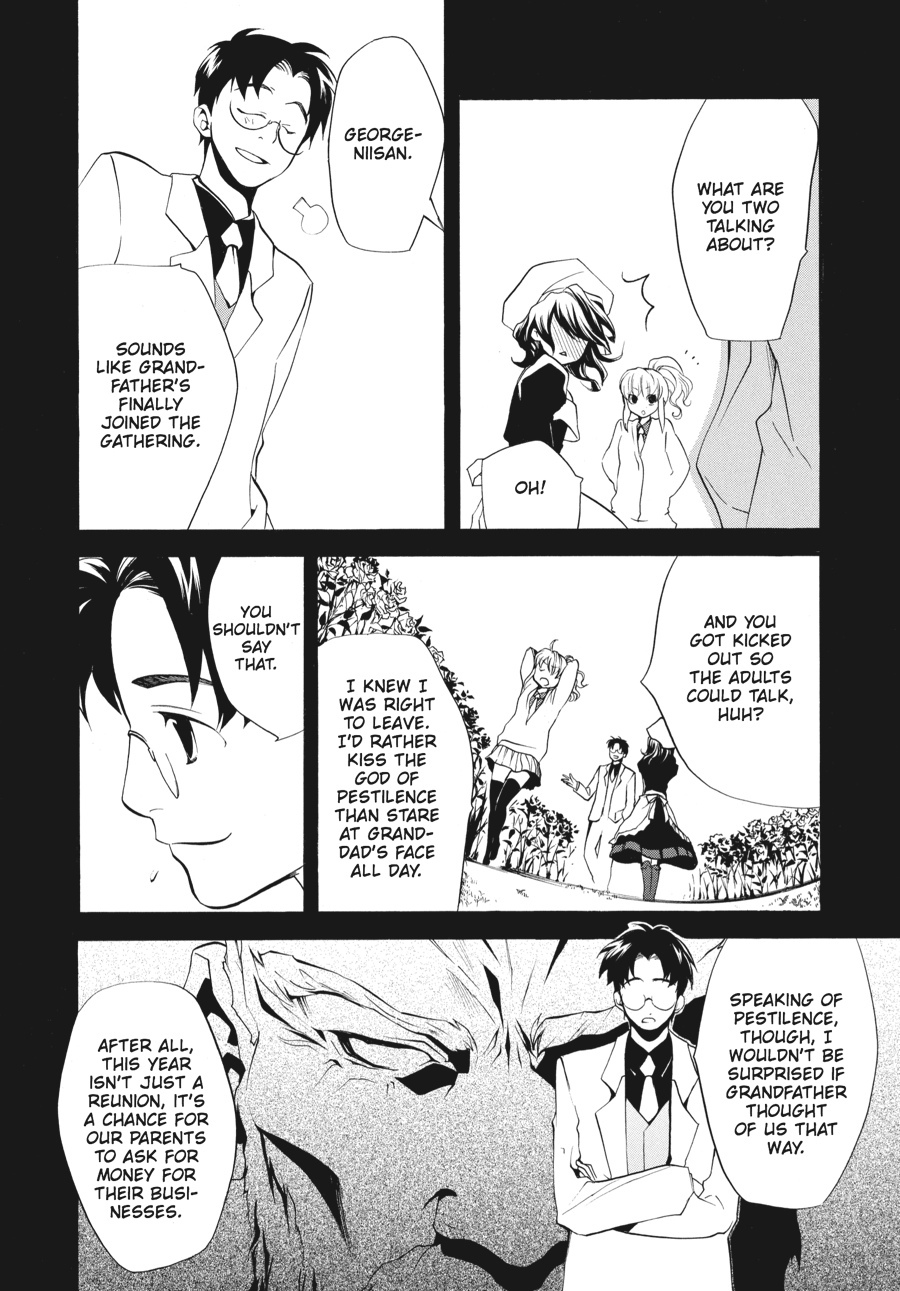 WHAT ARE
YOU TWO
TALKING
ABOUT?
OH!
GEORGE-
NIISAN.
SOUNDS
LIKE GRAND-
FATHER'S
FINALLY
JOINED THE
GATHERING.
AND YOU
GOT KICKED
OUT SO
THE ADULTS
COULD TALK,
HUH?
I KNEW I
WAS RIGHT
TO LEAVE.
I'D RATHER
KISS THE
GOD OF
PESTILENCE
THAN STARE
AT GRAND-
DAD'S FACE
ALL DAY.
YOU
SHOULDN'T
SAY
THAT.
SPEAKING OF
PESTILENCE,
THOUGH, I
WOULDN'T BE
SURPRISED IF
GRANDFATHER
THOUGHT
OF US THAT
WAY.
AFTER ALL,
THIS YEAR
ISN'T JUST A
REUNION, IT'S
A CHANCE FOR
OUR PARENTS
TO ASK FOR
MONEY FOR
THEIR BUSI-
NESSES.